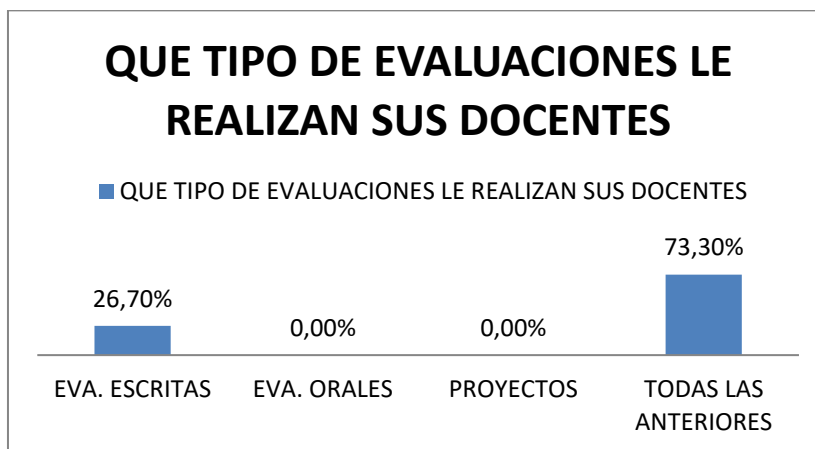 QUE TIPO DE EVALUACIONES LE
REALIZAN SUS DOCENTES
QUE TIPO DE EVALUACIONES LE REALIZAN SUS DOCENTES
26,70%
0,00%
0,00%
73,30%
EVA. ESCRITAS
EVA. ORALES
PROYECTOS
TODAS LAS
ANTERIORES